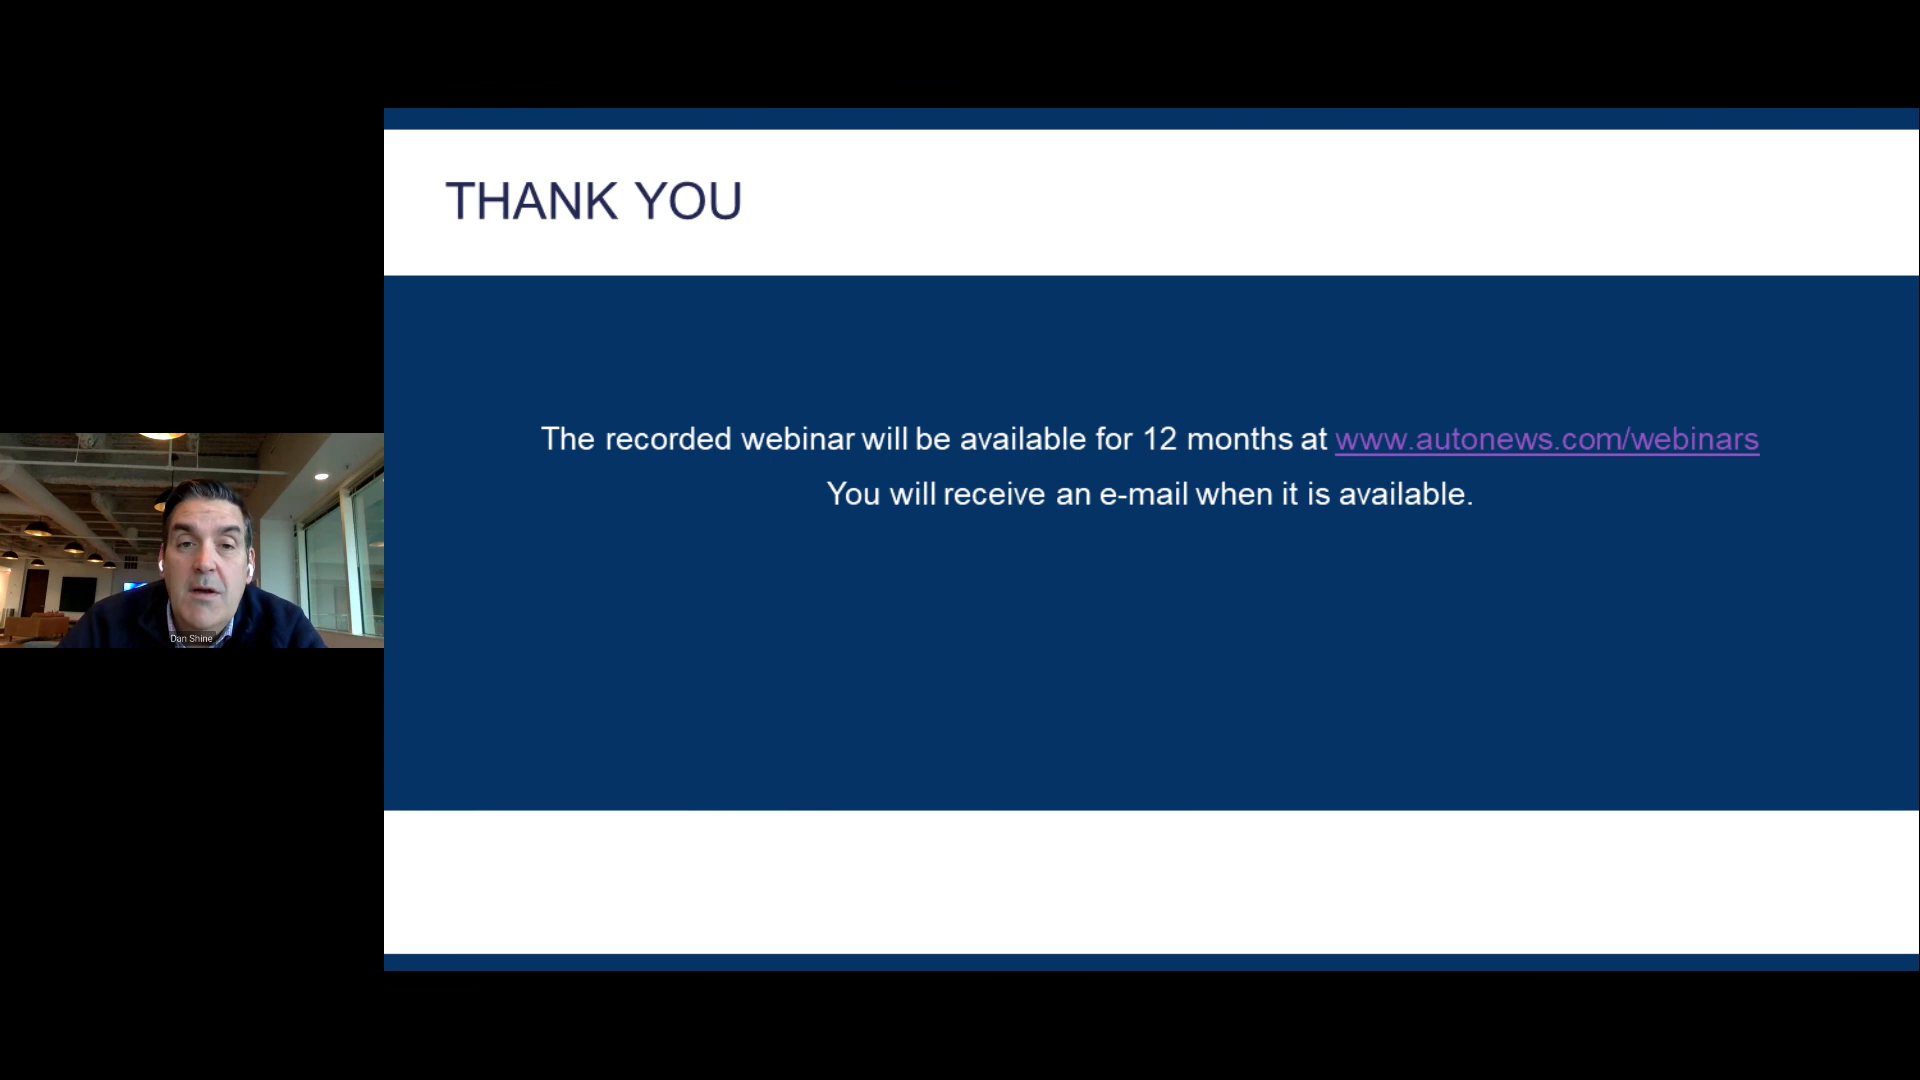 THANK YOU
The recorded webinar will be available for 12 months at www.autonews.com/webinars
You will receive an e-mail when it is available.
Dan Shine